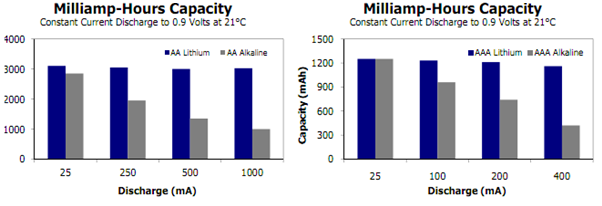 Milliamp-Hours Capacity
Constant Current Discharge to 0.9 Volts at 21°C
AA Lithium AA Alkaline
4000
3000
2000
1000
0
25 250 500 1000
Discharge (mA)
Milliamp-Hours Capacity
Constant Current Discharge to 0.9 Volts at 21°C
AAA Lithium AAA Alkaline
Capacity (mAh)
1500
1200
900
600
300
0
25 100 200 400
Discharge (mA)